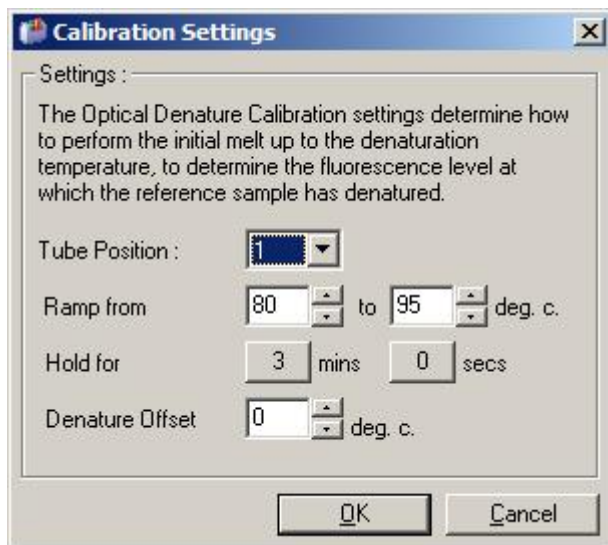 Calibration Settings
Settings :
The Optical Denature Calibration settings determine how
to perform the initial melt up to the denaturation
temperature, to determine the fluorescence level at
which the reference sample has denatured.
Tube Position : 1
Ramp from 80 to 95 deg. c.
Hold for 3 mins 0 secs
Denature Offset 0 deg. c.
OK Cancel